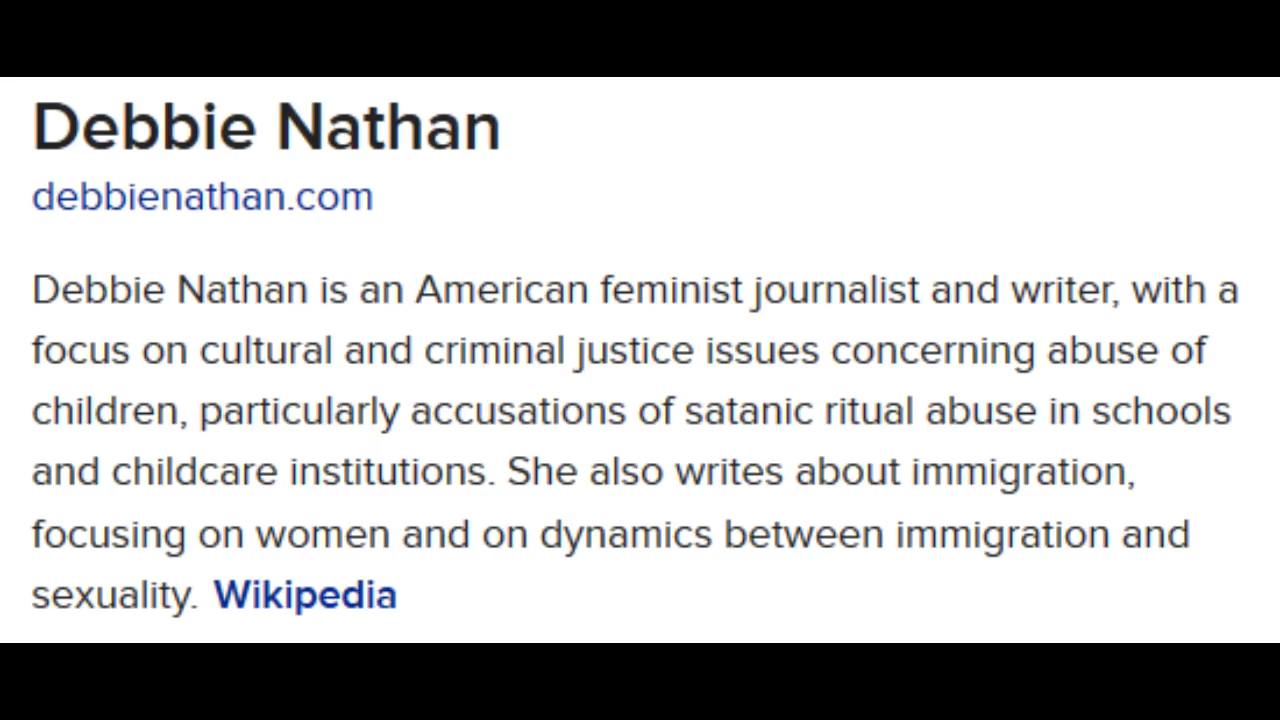 Debbie Nathan
debbienathan.com
Debbie Nathan is an American feminist journalist and writer, with a
focus on cultural and criminal justice issues concerning abuse of
children, particularly accusations of satanic ritual abuse in schools
and childcare institutions. She also writes about immigration,
focusing on women and on dynamics between immigration and
sexuality. Wikipedia